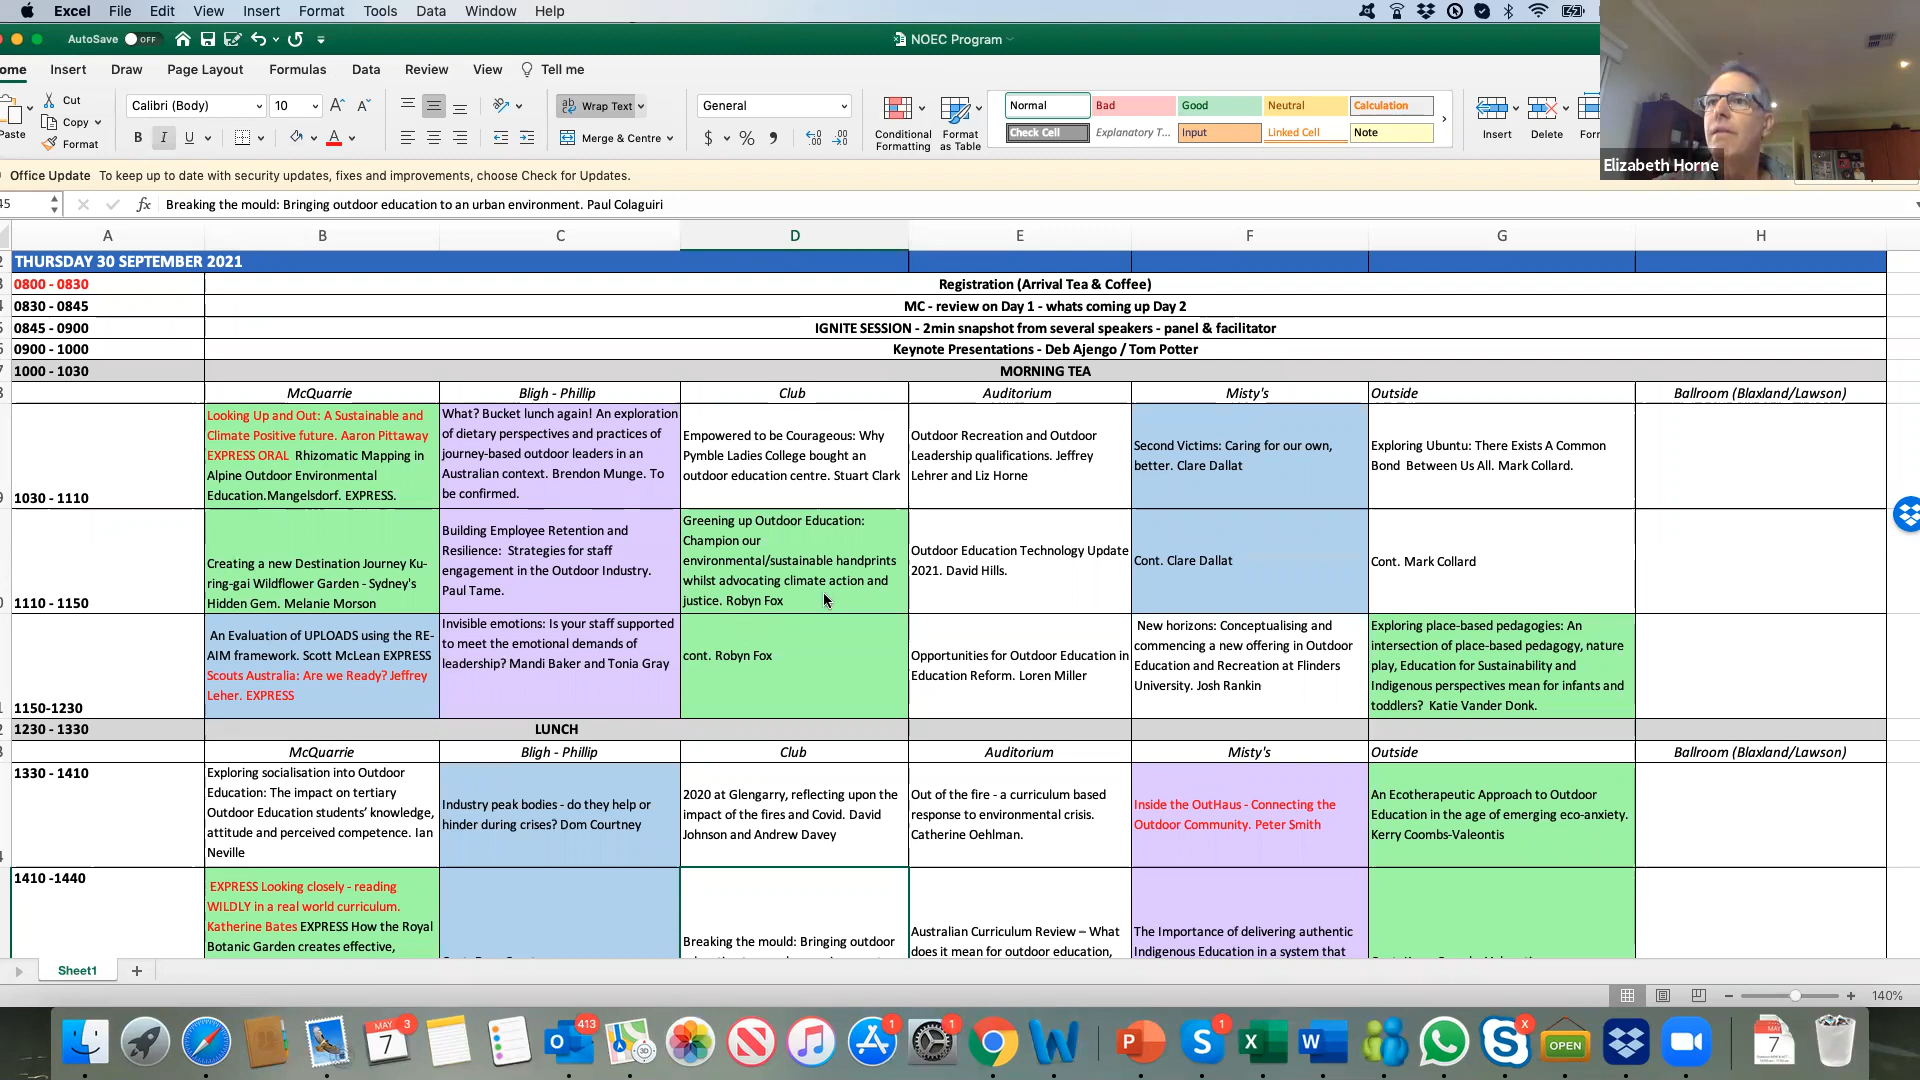 Excel File Edit View Insert Format Tools Data Window Help
AutoSave OFF NOEC Program
ome Insert Draw Page Layout Formulas Data Review View Tell me
Paste Cut Copy Format
Calibri (Body) 10
Wrap Text
Merge & Centre
General
Conditional Formatting
Format as Table
Normal Bad Good Neutral Calculation
Check Cell Explanatory T... Input Linked Cell Note
Insert Delete
Elizabeth Horne
Office Update To keep up to date with security updates, fixes and improvements, choose Check for Updates.
45 fx Breaking the mould: Bringing outdoor education to an urban environment. Paul Colaguiri
A B C D E F G H
THURSDAY 30 SEPTEMBER 2021
0800 - 0830 Registration (Arrival Tea & Coffee)
0830 - 0845 MC - review on Day 1 - whats coming up Day 2
0845 - 0900 IGNITE SESSION - 2min snapshot from several speakers - panel & facilitator
0900 - 1000 Keynote Presentations - Deb Ajengo / Tom Potter
1000 - 1030 MORNING TEA
McQuarrie Bligh - Phillip Club Auditorium Misty's Outside Ballroom (Blaxland/Lawson)
1030 - 1110
Looking Up and Out: A Sustainable and
Climate Positive future. Aaron Pittaway
EXPRESS ORAL Rhizomatic Mapping in
Alpine Outdoor Environmental
Education.Mangelsdorf. EXPRESS.
What? Bucket lunch again! An exploration
of dietary perspectives and practices of
journey-based outdoor leaders in an
Australian context. Brendon Munge. To
be confirmed.
Empowered to be Courageous: Why
Pymble Ladies College bought an
outdoor education centre. Stuart Clark
Outdoor Recreation and Outdoor
Leadership qualifications. Jeffrey
Lehrer and Liz Horne
Second Victims: Caring for our own,
better. Clare Dallat
Exploring Ubuntu: There Exists A Common
Bond Between Us All. Mark Collard.
1110 - 1150
Creating a new Destination Journey Ku-
ring-gai Wildflower Garden - Sydney's
Hidden Gem. Melanie Morson
Building Employee Retention and
Resilience: Strategies for staff
engagement in the Outdoor Industry.
Paul Tame.
Greening up Outdoor Education:
Champion our
environmental/sustainable handprints
whilst advocating climate action and
justice. Robyn Fox
Outdoor Education Technology Update
2021. David Hills.
Cont. Clare Dallat
Cont. Mark Collard
1150-1230
An Evaluation of UPLOADS using the RE-
AIM framework. Scott McLean EXPRESS
Scouts Australia: Are we Ready? Jeffrey
Leher. EXPRESS
Invisible emotions: Is your staff supported
to meet the emotional demands of
leadership? Mandi Baker and Tonia Gray
cont. Robyn Fox
Opportunities for Outdoor Education in
Education Reform. Loren Miller
New horizons: Conceptualising and
commencing a new offering in Outdoor
Education and Recreation at Flinders
University. Josh Rankin
Exploring place-based pedagogies: An
intersection of place-based pedagogy, nature
play, Education for Sustainability and
Indigenous perspectives mean for infants and
toddlers? Katie Vander Donk.
1230 - 1330 LUNCH
McQuarrie Bligh - Phillip Club Auditorium Misty's Outside Ballroom (Blaxland/Lawson)
1330 - 1410
Exploring socialisation into Outdoor
Education: The impact on tertiary
Outdoor Education students' knowledge,
attitude and perceived competence. Ian
Neville
Industry peak bodies - do they help or
hinder during crises? Dom Courtney
2020 at Glengarry, reflecting upon the
impact of the fires and Covid. David
Johnson and Andrew Davey
Out of the fire - a curriculum based
response to environmental crisis.
Catherine Oehlman.
Inside the OutHaus - Connecting the
Outdoor Community. Peter Smith
An Ecotherapeutic Approach to Outdoor
Education in the age of emerging eco-anxiety.
Kerry Coombs-Valeontis
1410 -1440
EXPRESS Looking closely - reading
WILDLY in a real world curriculum.
Katherine Bates EXPRESS How the Royal
Botanic Garden creates effective,
Breaking the mould: Bringing outdoor
Australian Curriculum Review – What
does it mean for outdoor education,
The Importance of delivering authentic
Indigenous Education in a system that
Sheet1
140%
MAY 7 3 413 3D 1 1 1 X OPEN MAY 7